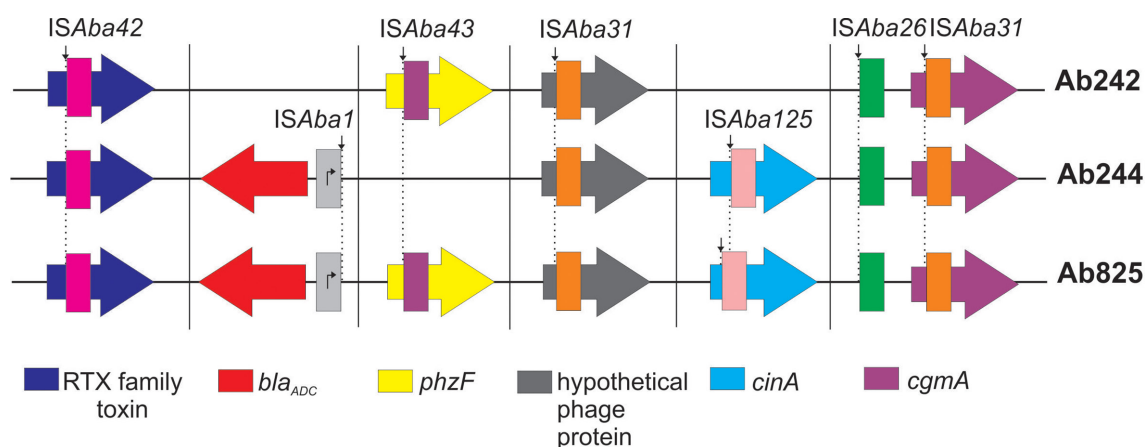 ISAba42
ISAba43
ISAba31
ISAba26 ISAba31
Ab242
ISAba1
ISAba125
Ab244
Ab825
RTX family
toxin
blaADC
phzF
hypothetical
phage
protein
cinA
cgmA